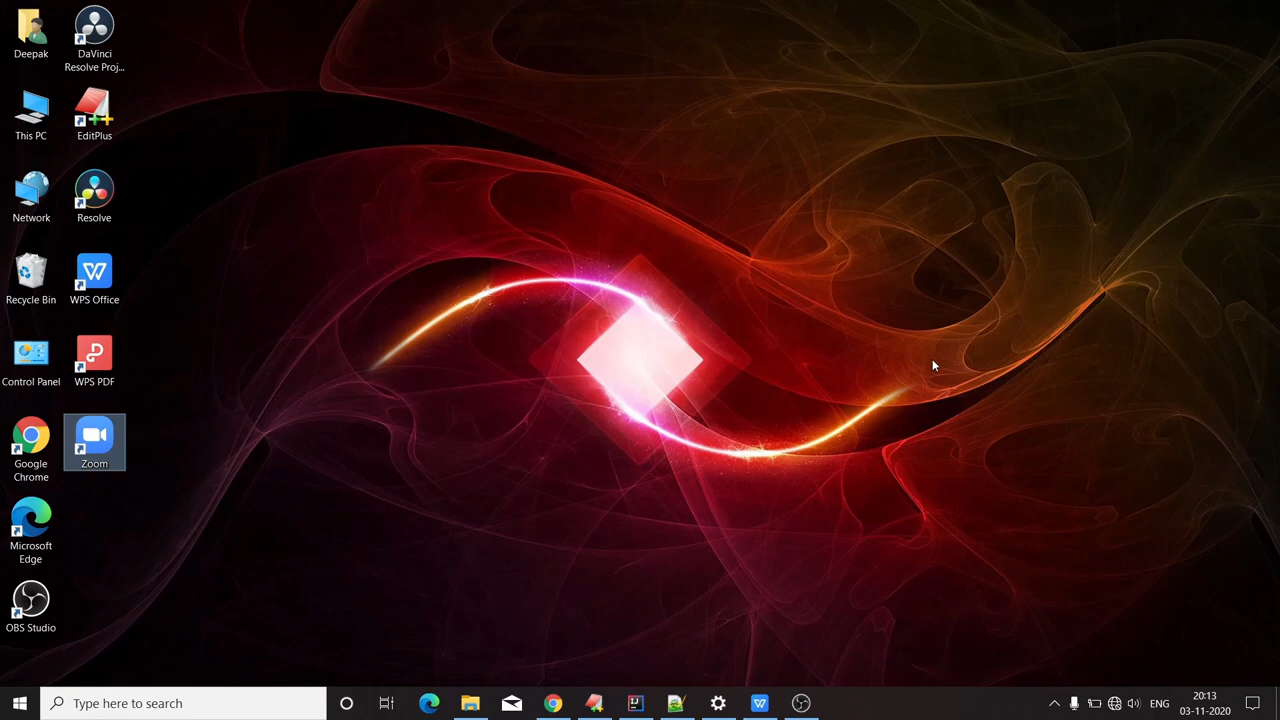 Deepak
DaVinci
Resolve Proj...
This PC
EditPlus
Network
Resolve
Recycle Bin
WPS Office
Control Panel
WPS PDF
Google
Chrome
Zoom
Microsoft
Edge
OBS Studio
Type here to search
ENG
20:13
03-11-2020